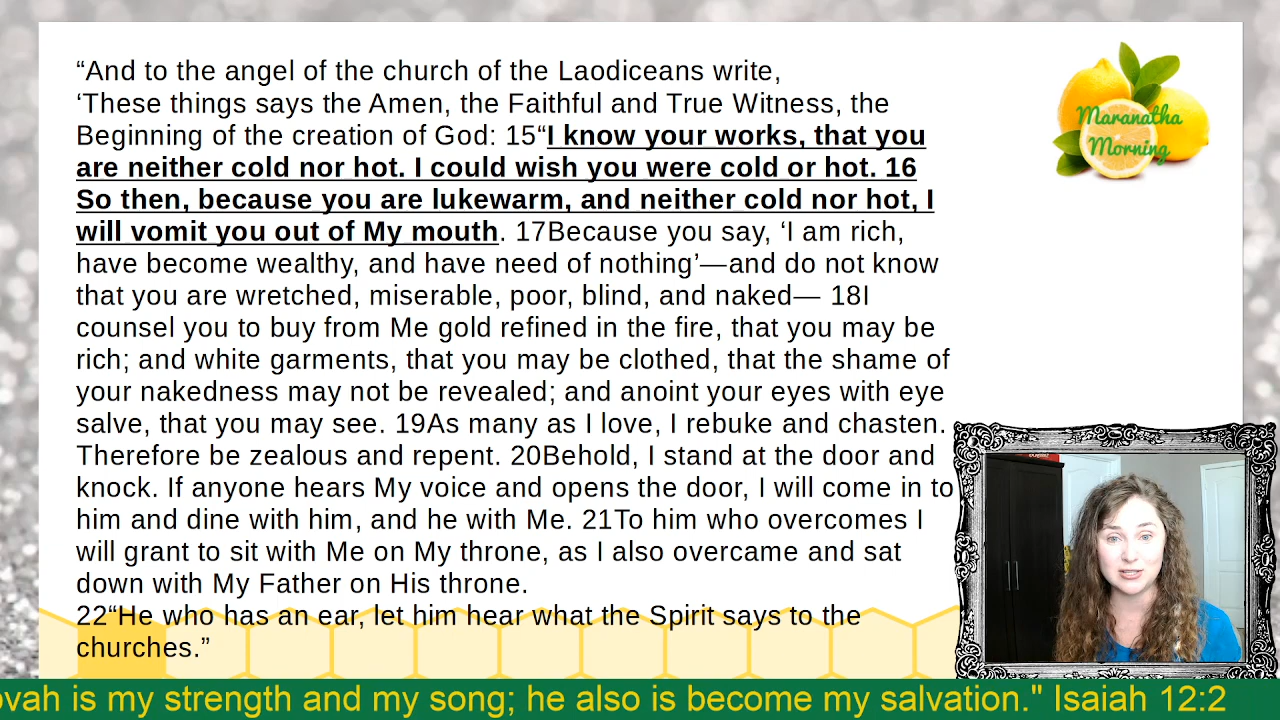 “And to the angel of the church of the Laodiceans write,
‘These things says the Amen, the Faithful and True Witness, the
Beginning of the creation of God: 15“I know your works, that you
are neither cold nor hot. I could wish you were cold or hot. 16
So then, because you are lukewarm, and neither cold nor hot, I
will vomit you out of My mouth. 17Because you say, ‘I am rich,
have become wealthy, and have need of nothing’—and do not know
that you are wretched, miserable, poor, blind, and naked— 18I
counsel you to buy from Me gold refined in the fire, that you may be
rich; and white garments, that you may be clothed, that the shame of
your nakedness may not be revealed; and anoint your eyes with eye
salve, that you may see. 19As many as I love, I rebuke and chasten.
Therefore be zealous and repent. 20Behold, I stand at the door and
knock. If anyone hears My voice and opens the door, I will come in to
him and dine with him, and he with Me. 21To him who overcomes I
will grant to sit with Me on My throne, as I also overcame and sat
down with My Father on His throne.
22“He who has an ear, let him hear what the Spirit says to the
churches.”
Maranatha
Morning
ovah is my strength and my song; he also is become my salvation." Isaiah 12:2